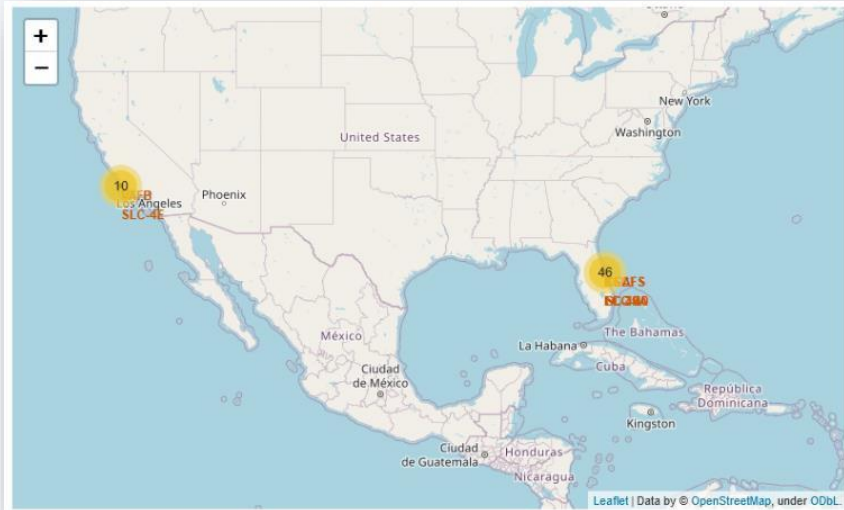 +
−
New York
Washington
United States
10
Phoenix
Los Angeles
SLC-4E
46
The Bahamas
México
La Habana
Cuba
Ciudad
de México
República
Dominicana
Kingston
Ciudad
de Guatemala
Honduras
Nicaragua
Leaflet | Data by © OpenStreetMap, under ODbL.